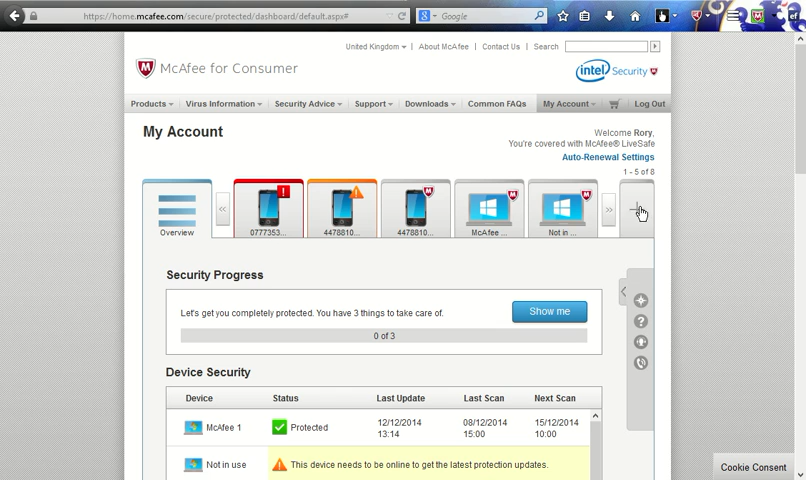 https://home.mcafee.com/secure/protected/dashboard/default.aspx#
Google
United Kingdom
About McAfee
Contact Us
Search
McAfee for Consumer
intel Security
Products
Virus Information
Security Advice
Support
Downloads
Common FAQs
My Account
Log Out
My Account
Welcome Rory,
You're covered with McAfee® LiveSafe
Auto-Renewal Settings
1 - 5 of 8
Overview
0777353...
4478810...
4478810...
McAfee ...
Not in ...
Security Progress
Let's get you completely protected. You have 3 things to take care of.
Show me
0 of 3
Device Security
Device Status Last Update Last Scan Next Scan
McAfee 1 Protected 12/12/2014 13:14 08/12/2014 15:00 15/12/2014 10:00
Not in use This device needs to be online to get the latest protection updates.
Cookie Consent